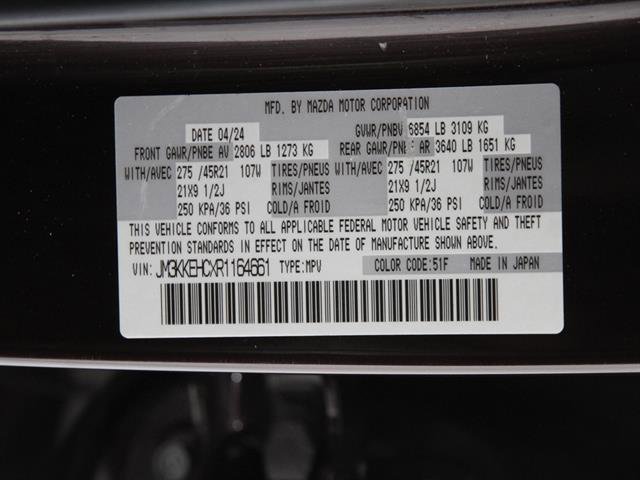 MFD. BY MAZDA MOTOR CORPORATION
DATE 04/24 GVWR/PNBV 6854 LB 3109 KG
FRONT GAWR/PNBE AV 2806 LB 1273 KG REAR GAWR/PNBE AR 3640 LB 1651 KG
WITH/AVEC 275 /45R21 107W TIRES/PNEUS WITH/AVEC 275 /45R21 107W TIRES/PNEUS
21X9 1/2J RIMS/JANTES 21X9 1/2J RIMS/JANTES
250 KPA/36 PSI COLD/A FROID 250 KPA/36 PSI COLD/A FROID
THIS VEHICLE CONFORMS TO ALL APPLICABLE FEDERAL MOTOR VEHICLE SAFETY AND THEFT
PREVENTION STANDARDS IN EFFECT ON THE DATE OF MANUFACTURE SHOWN ABOVE.
VIN: JM3KKEHCXR1164661 TYPE:MPV COLOR CODE:51F MADE IN JAPAN